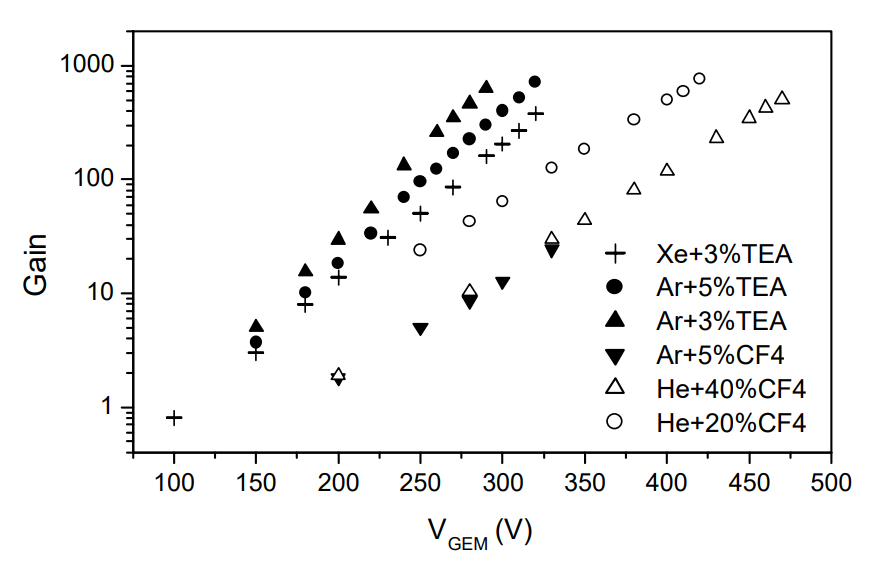 1000
100
10
1
Gain
Xe+3%TEA
Ar+5%TEA
Ar+3%TEA
Ar+5%CF4
He+40%CF4
He+20%CF4
100 150 200 250 300 350 400 450 500
V_GEM (V)